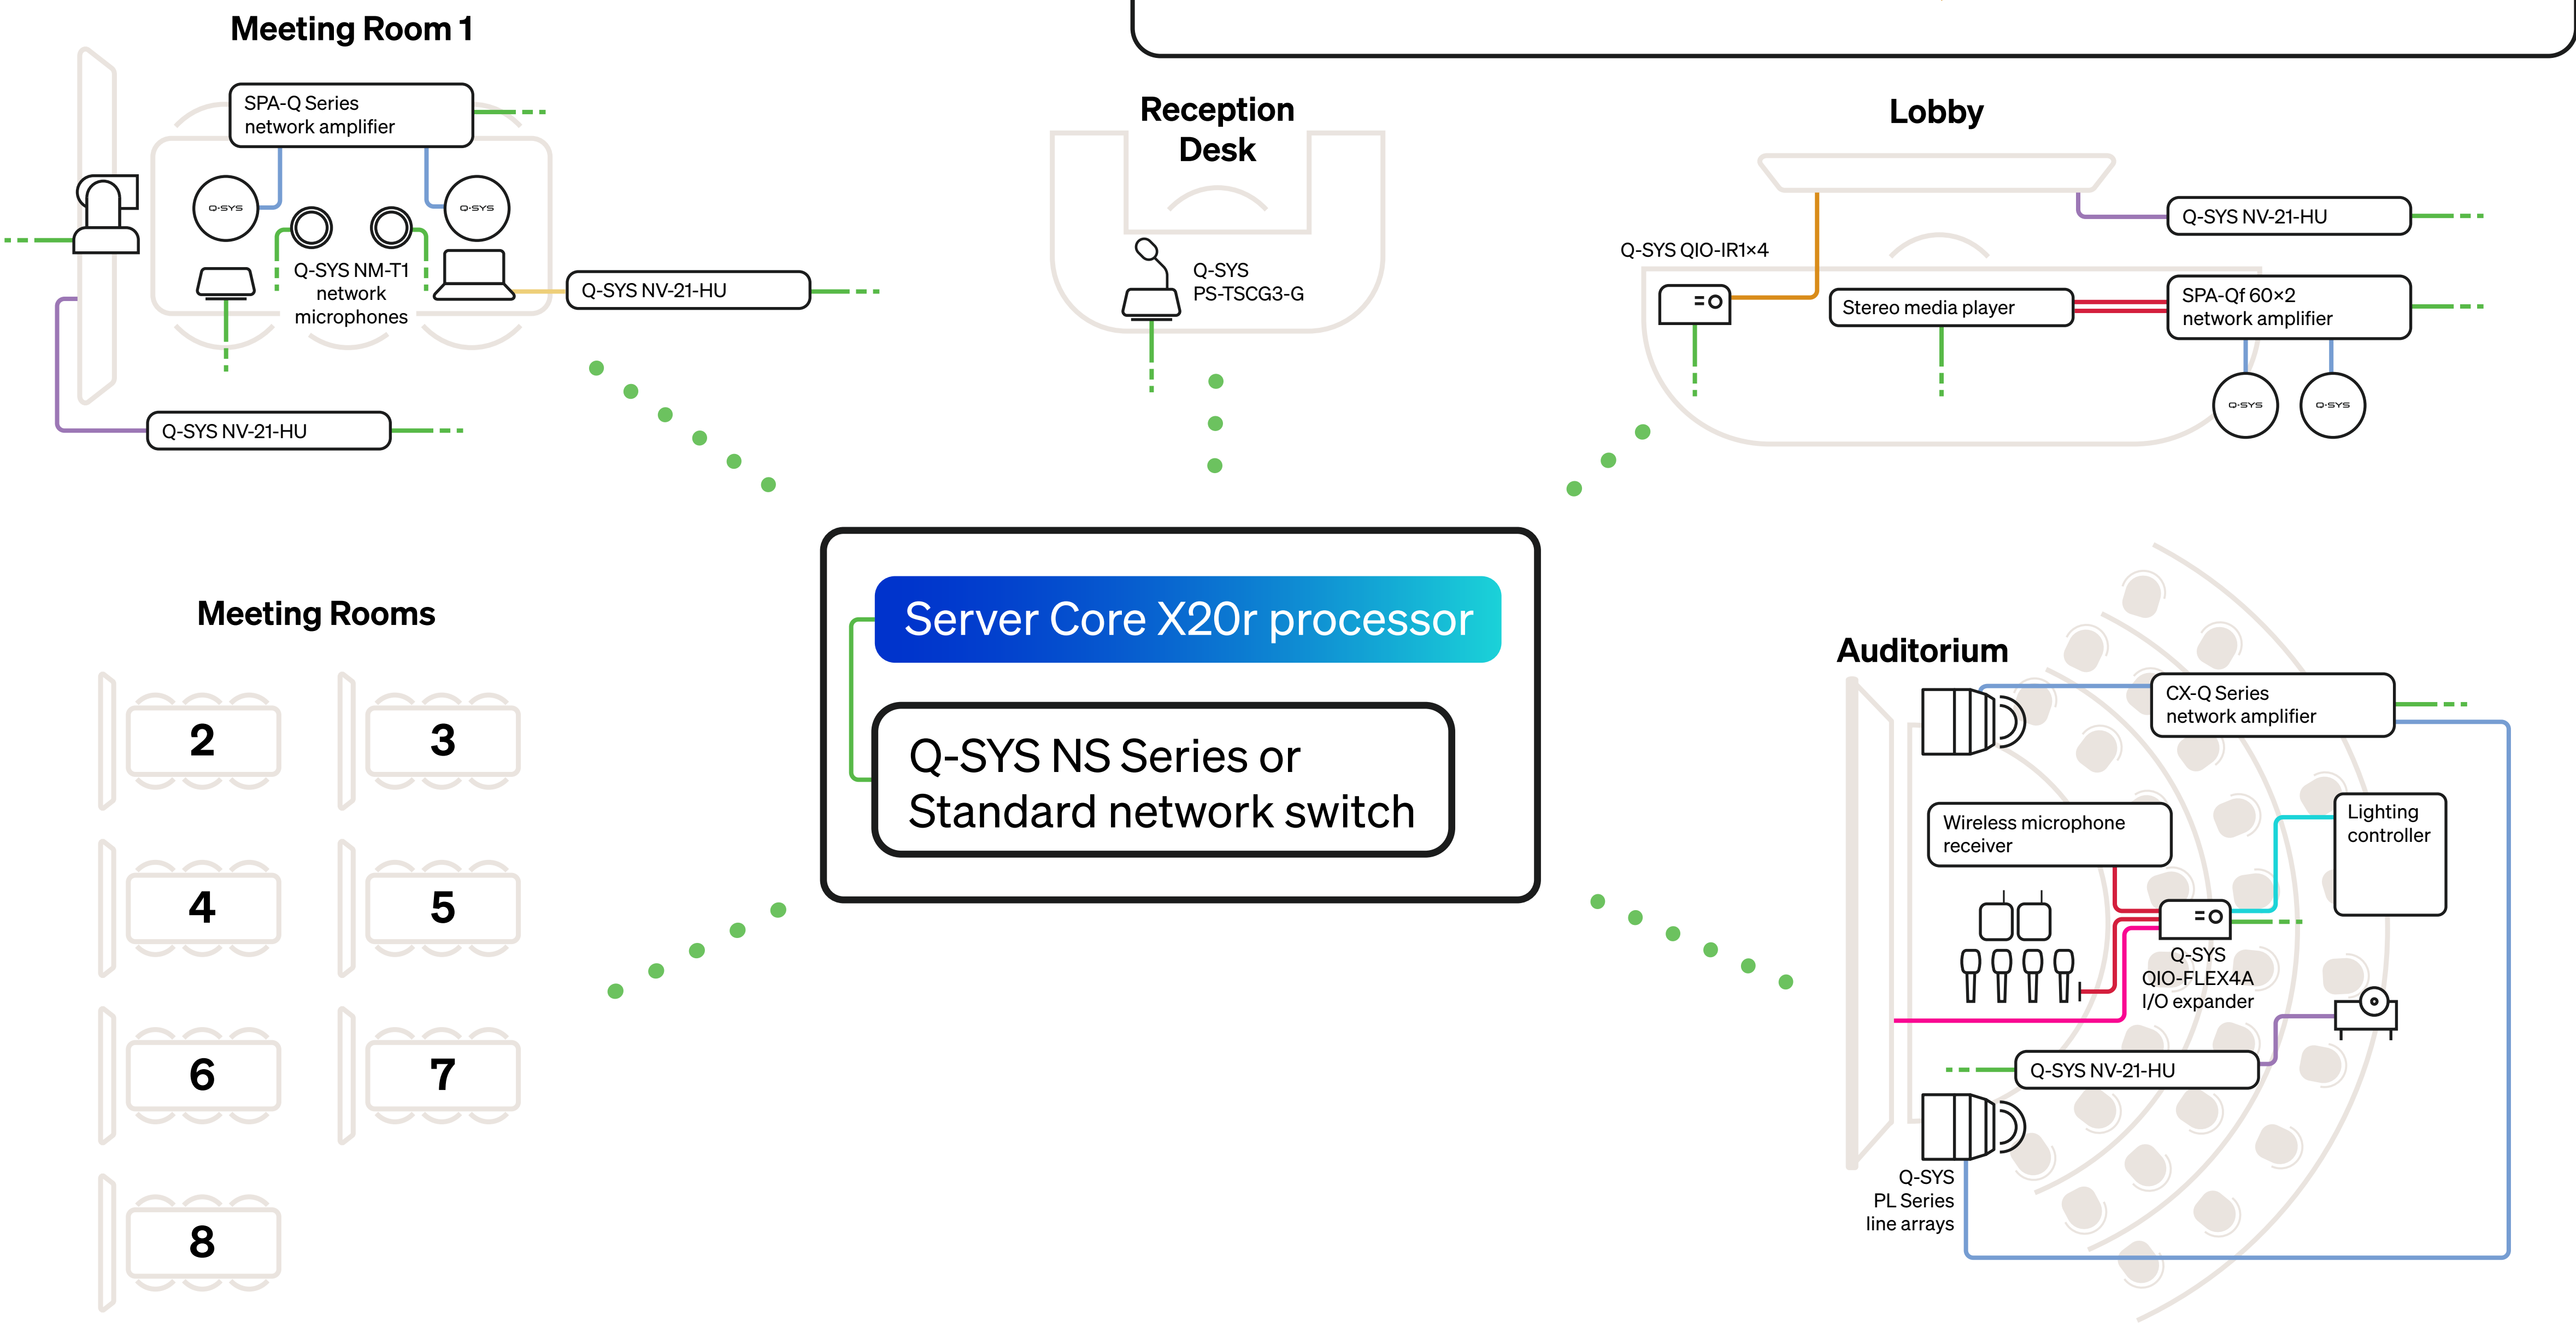 Meeting Room 1
SPA-Q Series
network amplifier
Q-SYS
Q-SYS
Q-SYS NM-T1
network
microphones
Q-SYS NV-21-HU
Q-SYS NV-21-HU
Reception
Desk
Q-SYS
PS-TSCG3-G
Lobby
Q-SYS NV-21-HU
Q-SYS QIO-IR1×4
Stereo media player
SPA-Qf 60×2
network amplifier
Q-SYS
Q-SYS
Server Core X20r processor
Q-SYS NS Series or
Standard network switch
Meeting Rooms
2
3
4
5
6
7
8
Auditorium
CX-Q Series
network amplifier
Wireless microphone
receiver
Lighting
controller
Q-SYS
QIO-FLEX4A
I/O expander
Q-SYS NV-21-HU
Q-SYS
PL Series
line arrays